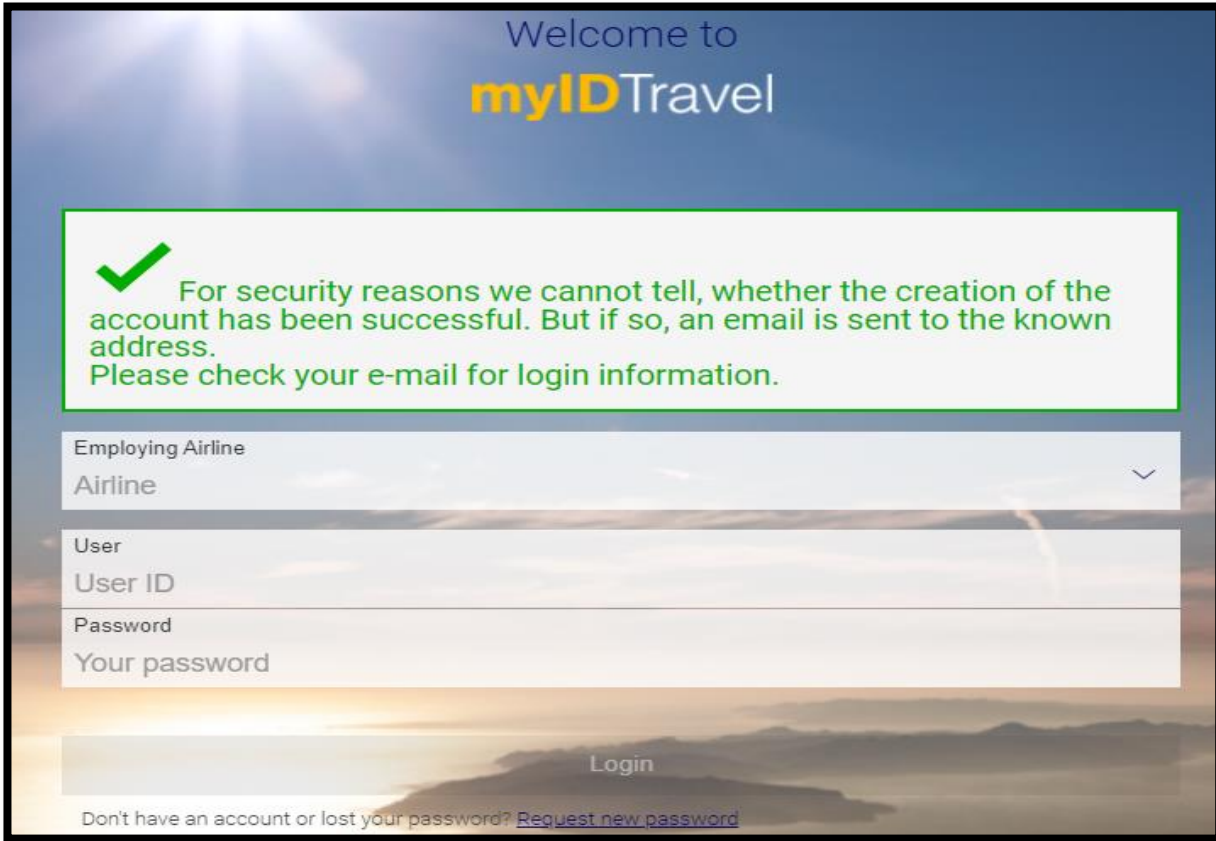 Welcome to
myIDTravel
For security reasons we cannot tell, whether the creation of the
account has been successful. But if so, an email is sent to the known
address.
Please check your e-mail for login information.
Employing Airline
Airline
User
User ID
Password
Your password
Login
Don't have an account or lost your password? Request new password